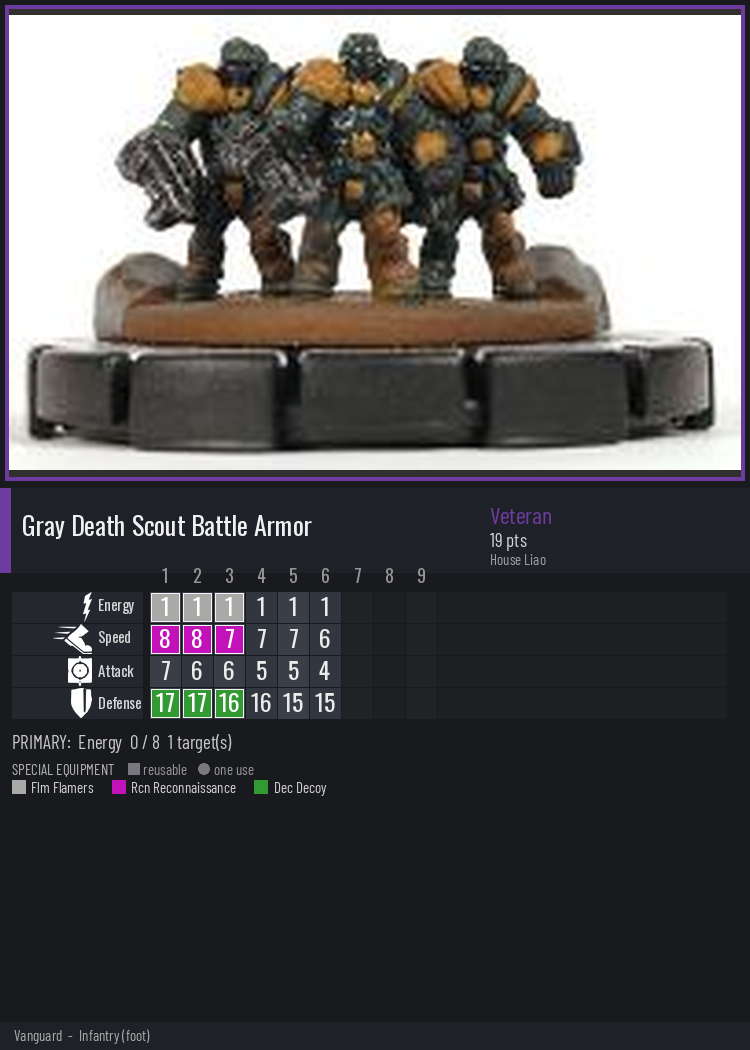 Gray Death Scout Battle Armor
Veteran
19 pts
House Liao
1 2 3 4 5 6 7 8 9
Energy 1 1 1 1 1 1
Speed 8 8 7 7 7 6
Attack 7 6 6 5 5 4
Defense 17 17 16 16 15 15
PRIMARY: Energy 0 / 8 1 target(s)
SPECIAL EQUIPMENT reusable one use
Flm Flamers Rcn Reconnaissance Dec Decoy
Vanguard - Infantry (foot)